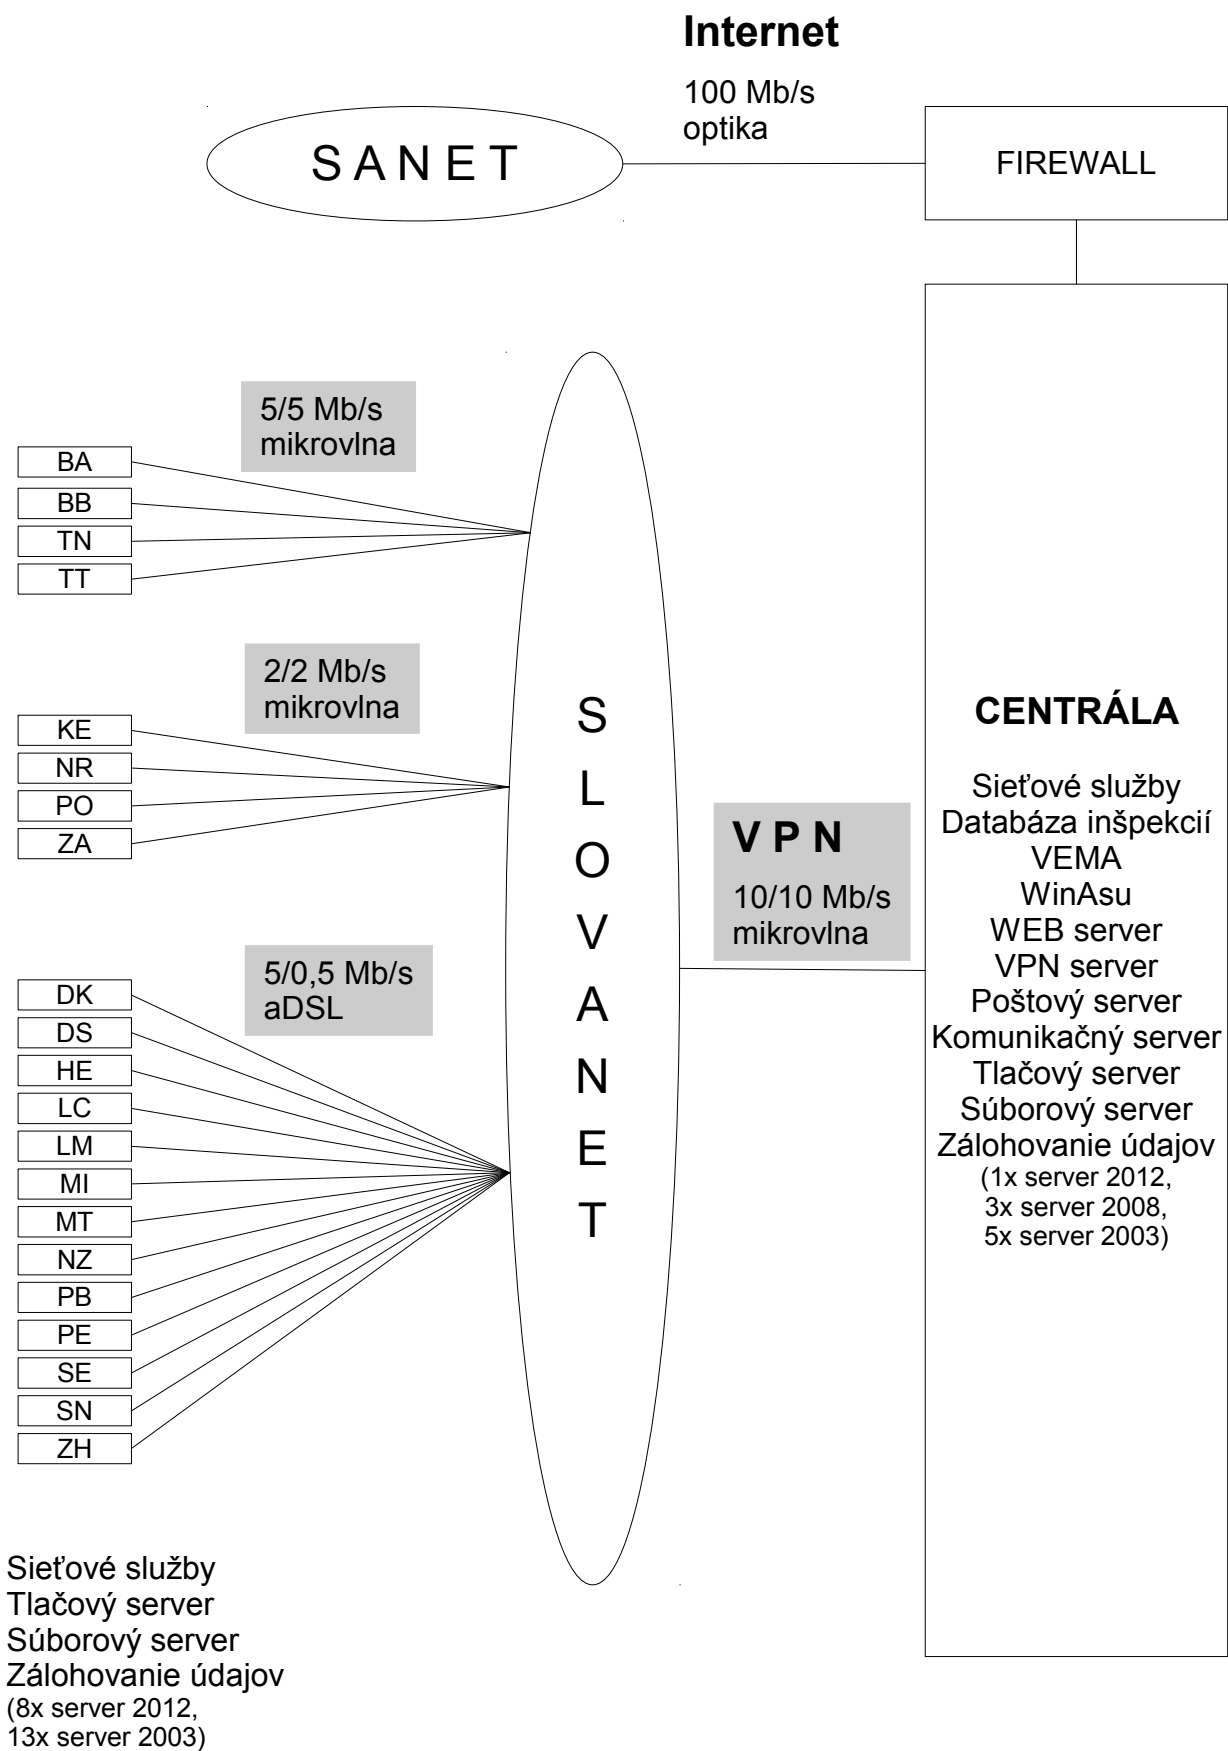 Internet
100 Mb/s
optika
S A N E T
FIREWALL
5/5 Mb/s
mikrovlna
BA
BB
TN
TT
2/2 Mb/s
mikrovlna
KE
NR
PO
ZA
5/0,5 Mb/s
aDSL
DK
DS
HE
LC
LM
MI
MT
NZ
PB
PE
SE
SN
ZH
S
L
O
V
A
N
E
T
V P N
10/10 Mb/s
mikrovlna
CENTRÁLA
Sieťové služby
Databáza inšpekcií
VEMA
WinAsu
WEB server
VPN server
Poštový server
Komunikačný server
Tlačový server
Súborový server
Zálohovanie údajov
(1x server 2012,
3x server 2008,
5x server 2003)
Sieťové služby
Tlačový server
Súborový server
Zálohovanie údajov
(8x server 2012,
13x server 2003)